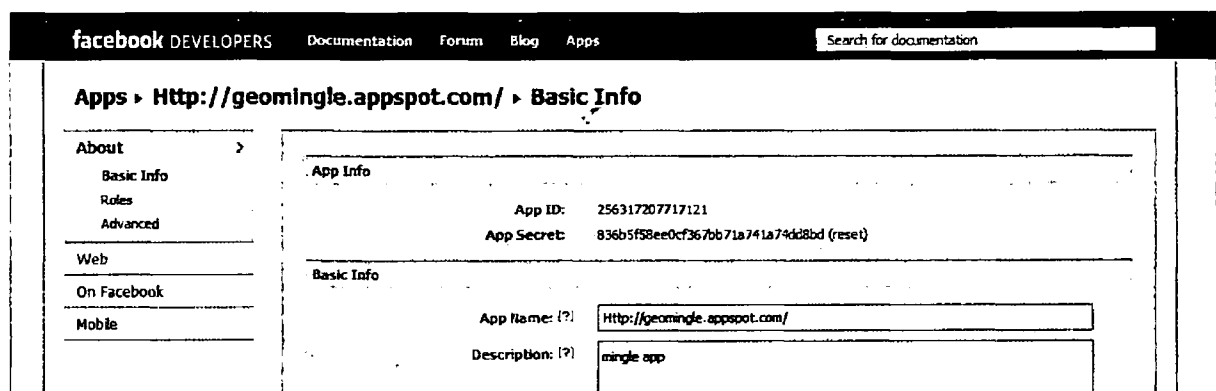 facebook DEVELOPERS Documentation Forum Blog Apps Search for documentation
Apps ▸ Http://geomingle.appspot.com/ ▸ Basic Info
About >
Basic Info
Roles
Advanced
Web
On Facebook
Mobile
App Info
App ID: 256317207717121
App Secret: 836b5f58ee0cf367bb71a741a74dd8bd (reset)
Basic Info
App Name: [?] Http://geomingle.appspot.com/
Description: [?] mingle app